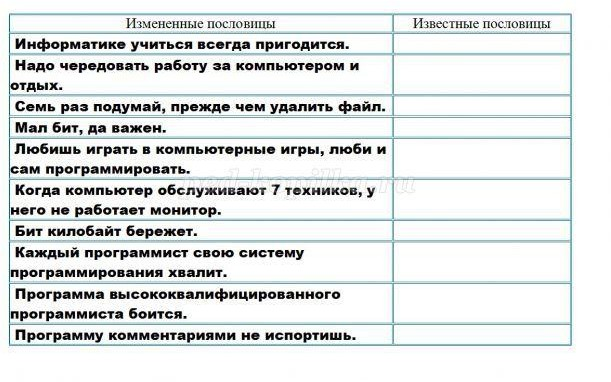 Измененные пословицы Известные пословицы
Информатике учиться всегда пригодится.
Надо чередовать работу за компьютером и
отдых.
Семь раз подумай, прежде чем удалить файл.
Мал бит, да важен.
Любишь играть в компьютерные игры, люби и
сам программировать.
Когда компьютер обслуживают 7 техников, у
него не работает монитор.
Бит килобайт бережет.
Каждый программист свою систему
программирования хвалит.
Программа высококвалифицированного
программиста боится.
Программу комментариями не испортишь.